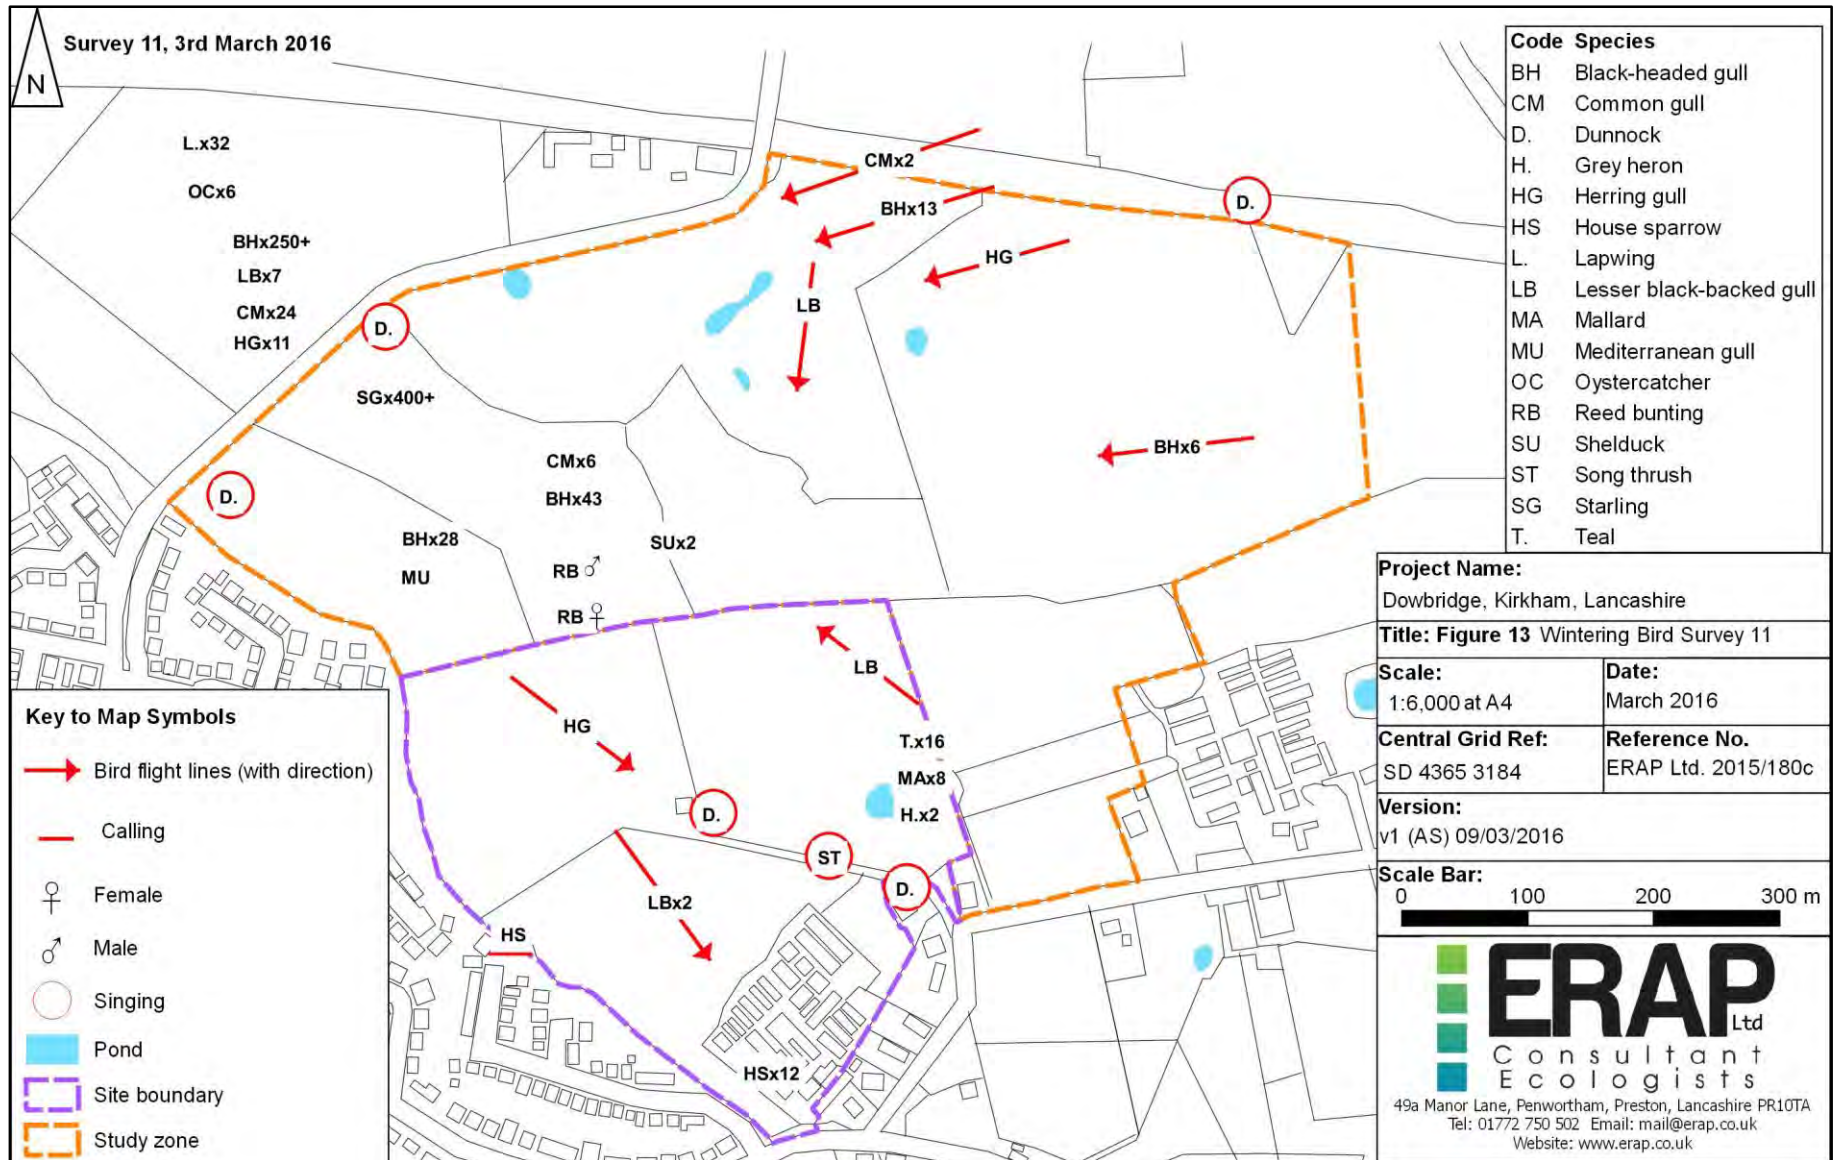 Survey 11, 3rd March 2016
N
L.x32
OCx6
BHx250+
LBx7
CMx24
HGx11
CMx2
BHx13
HG
LB
D.
D.
SGx400+
D.
CMx6
BHx43
BHx28
MU
SUx2
RB ♂
RB ♀
BHx6
LB
HG
T.x16
MAx8
H.x2
D.
ST
D.
LBx2
HS
HSx12
Code Species
BH Black-headed gull
CM Common gull
D. Dunnock
H. Grey heron
HG Herring gull
HS House sparrow
L. Lapwing
LB Lesser black-backed gull
MA Mallard
MU Mediterranean gull
OC Oystercatcher
RB Reed bunting
SU Shelduck
ST Song thrush
SG Starling
T. Teal
Key to Map Symbols
Bird flight lines (with direction)
Calling
♀ Female
♂ Male
Singing
Pond
Site boundary
Study zone
Project Name:
Dowbridge, Kirkham, Lancashire
Title: Figure 13 Wintering Bird Survey 11
Scale:
1:6,000 at A4
Date:
March 2016
Central Grid Ref:
SD 4365 3184
Reference No.
ERAP Ltd. 2015/180c
Version:
v1 (AS) 09/03/2016
Scale Bar:
0 100 200 300 m
ERAP Ltd
Consultant
Ecologists
49a Manor Lane, Penwortham, Preston, Lancashire PR10TA
Tel: 01772 750 502 Email: mail@erap.co.uk
Website: www.erap.co.uk